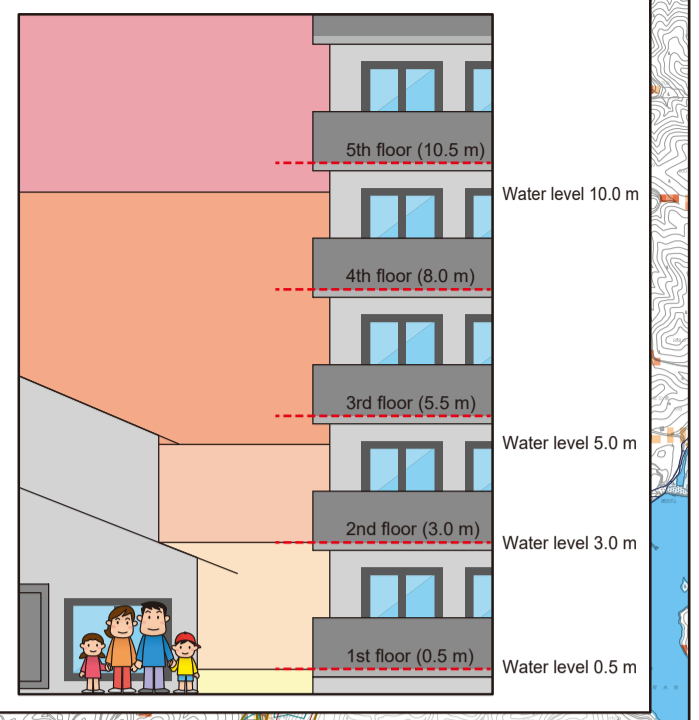 5th floor (10.5 m)
Water level 10.0 m
4th floor (8.0 m)
3rd floor (5.5 m)
Water level 5.0 m
2nd floor (3.0 m)
Water level 3.0 m
1st floor (0.5 m)
Water level 0.5 m